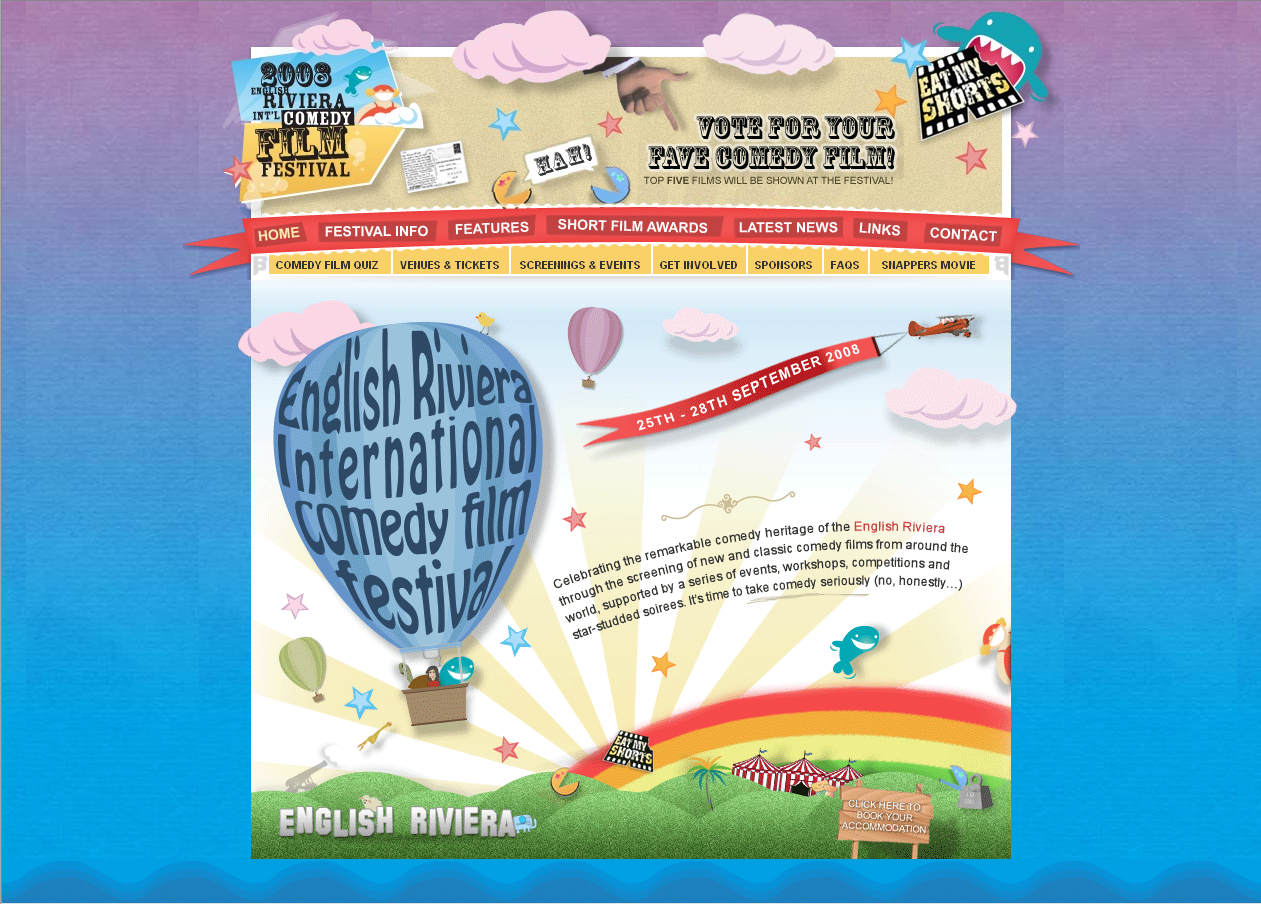 2008
ENGLISH
RIVIERA
INT'L COMEDY
FILM
FESTIVAL
HAH!
VOTE FOR YOUR
FAVE COMEDY FILM!
TOP FIVE FILMS WILL BE SHOWN AT THE FESTIVAL!
EAT MY
SHORTS
HOME
FESTIVAL INFO
FEATURES
SHORT FILM AWARDS
LATEST NEWS
LINKS
CONTACT
COMEDY FILM QUIZ
VENUES & TICKETS
SCREENINGS & EVENTS
GET INVOLVED
SPONSORS
FAQS
SNAPPERS MOVIE
English Riviera
International
comedy film
festival
25TH - 28TH SEPTEMBER 2008
Celebrating the remarkable comedy heritage of the English Riviera
through the screening of new and classic comedy films from around the
world, supported by a series of events, workshops, competitions and
star-studded soirees. It's time to take comedy seriously (no, honestly...)
EAT MY
SHORTS
ENGLISH RIVIERA
CLICK HERE TO
BOOK YOUR
ACCOMMODATION